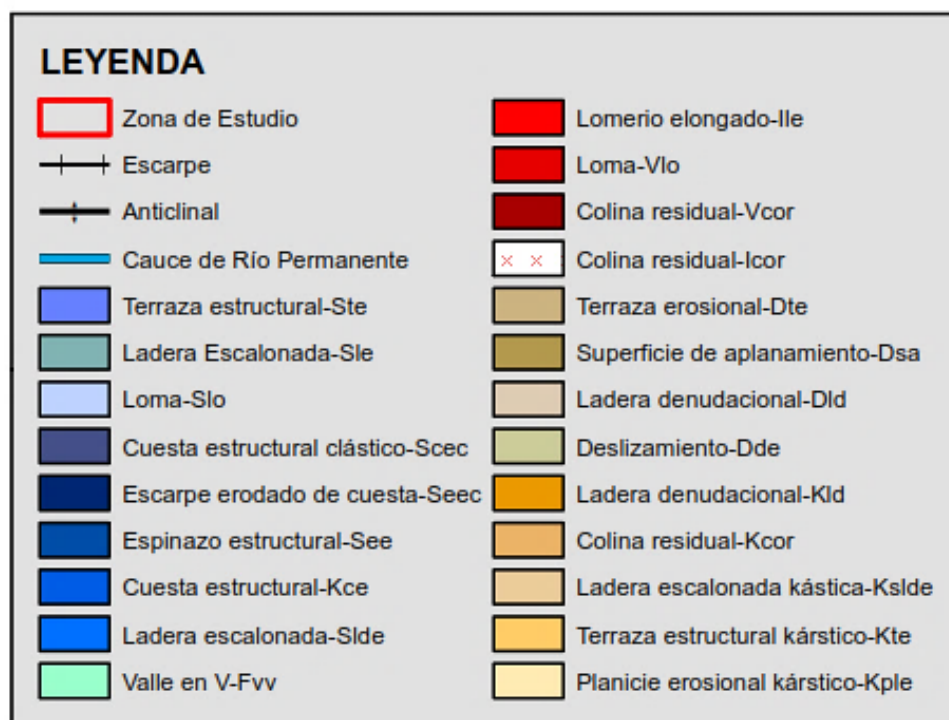 LEYENDA
Zona de Estudio
Escarpe
Anticlinal
Cauce de Río Permanente
Terraza estructural-Ste
Ladera Escalonada-Sle
Loma-Slo
Cuesta estructural clástico-Scec
Escarpe erodado de cuesta-Seec
Espinazo estructural-See
Cuesta estructural-Kce
Ladera escalonada-Slde
Valle en V-Fvv
Lomerio elongado-Ile
Loma-Vlo
Colina residual-Vcor
Colina residual-Icor
Terraza erosional-Dte
Superficie de aplanamiento-Dsa
Ladera denudacional-Dld
Deslizamiento-Dde
Ladera denudacional-Kld
Colina residual-Kcor
Ladera escalonada kástica-Kslde
Terraza estructural kárstico-Kte
Planicie erosional kárstico-Kple